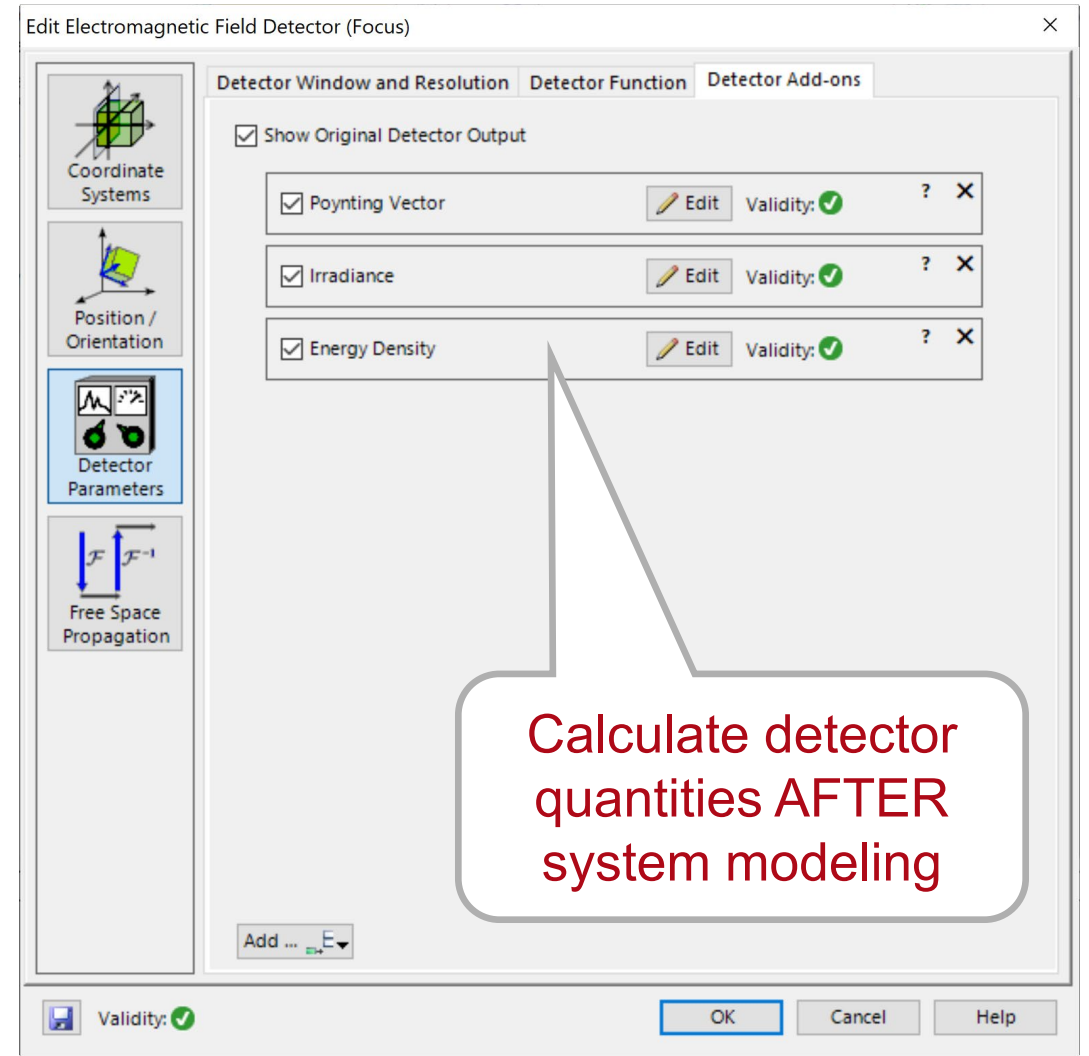 Edit Electromagnetic Field Detector (Focus)
Detector Window and Resolution Detector Function Detector Add-ons
Coordinate
Systems
Position /
Orientation
Detector
Parameters
ℱ ℱ⁻¹
Free Space
Propagation
Show Original Detector Output
Poynting Vector Edit Validity: ?
Irradiance Edit Validity: ?
Energy Density Edit Validity: ?
Calculate detector
quantities AFTER
system modeling
Add ... E
Validity: OK Cancel Help